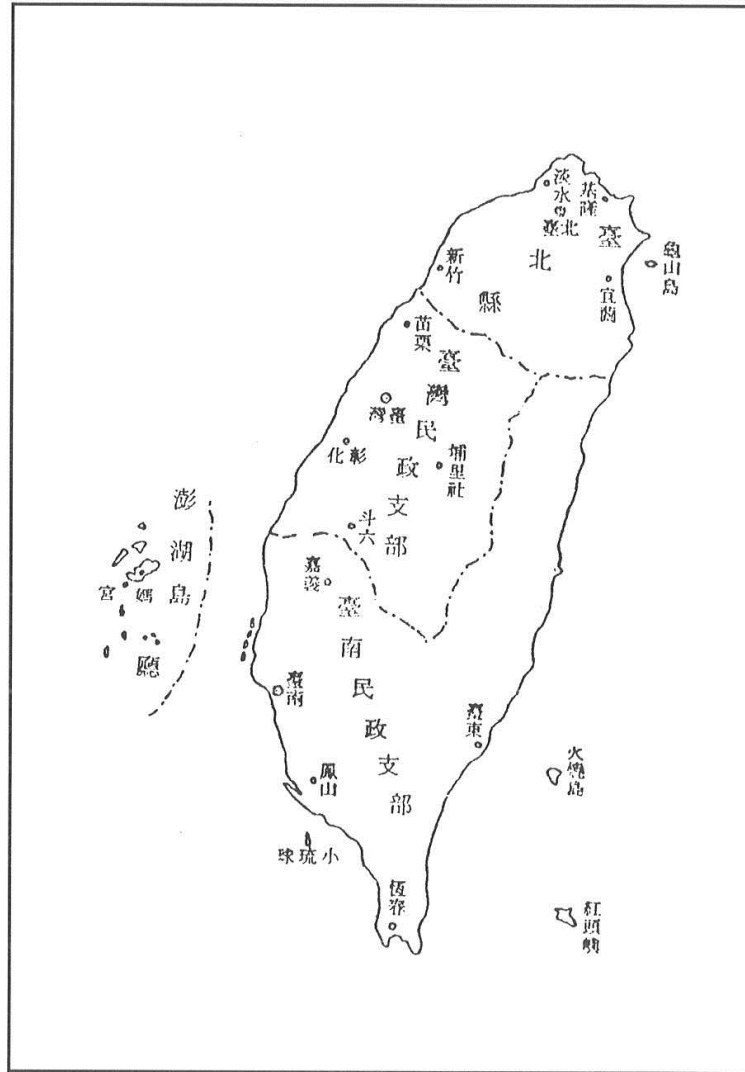 臺北縣
淡水
基隆
臺北
新竹
宜蘭
龜山島
臺灣民政支部
苗栗
臺灣
彰化
埔里社
斗六
澎湖島廳
媽宮
臺南民政支部
嘉義
臺南
鳳山
臺東
恆春
小琉球
火燒島
紅頭嶼